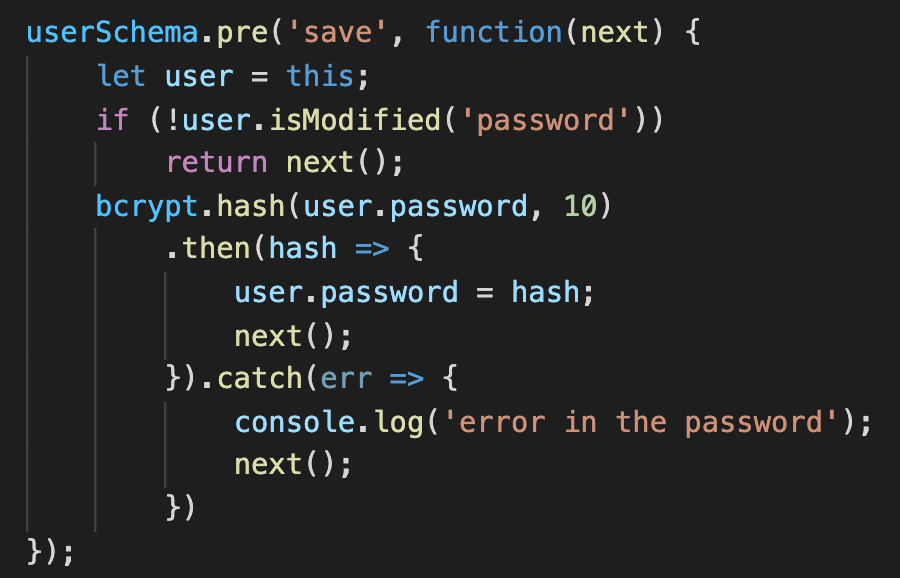 userSchema.pre('save', function(next) {
    let user = this;
    if (!user.isModified('password'))
        return next();
    bcrypt.hash(user.password, 10)
        .then(hash => {
            user.password = hash;
            next();
        }).catch(err => {
            console.log('error in the password');
            next();
        })
});